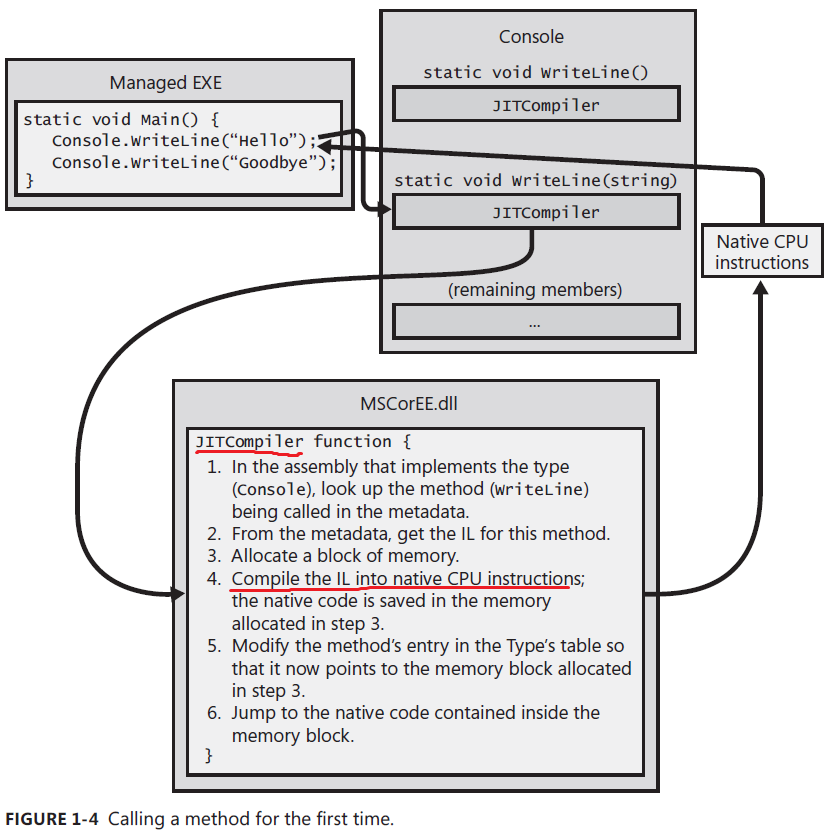 Managed EXE
static void Main() {
Console.WriteLine(“Hello”);
Console.WriteLine(“Goodbye”);
}
Console
static void WriteLine()
JITCompiler
static void WriteLine(string)
JITCompiler
(remaining members)
...
Native CPU
instructions
MSCorEE.dll
JITCompiler function {
1. In the assembly that implements the type
(Console), look up the method (WriteLine)
being called in the metadata.
2. From the metadata, get the IL for this method.
3. Allocate a block of memory.
4. Compile the IL into native CPU instructions;
the native code is saved in the memory
allocated in step 3.
5. Modify the method’s entry in the Type’s table so
that it now points to the memory block allocated
in step 3.
6. Jump to the native code contained inside the
memory block.
}
FIGURE 1-4 Calling a method for the first time.